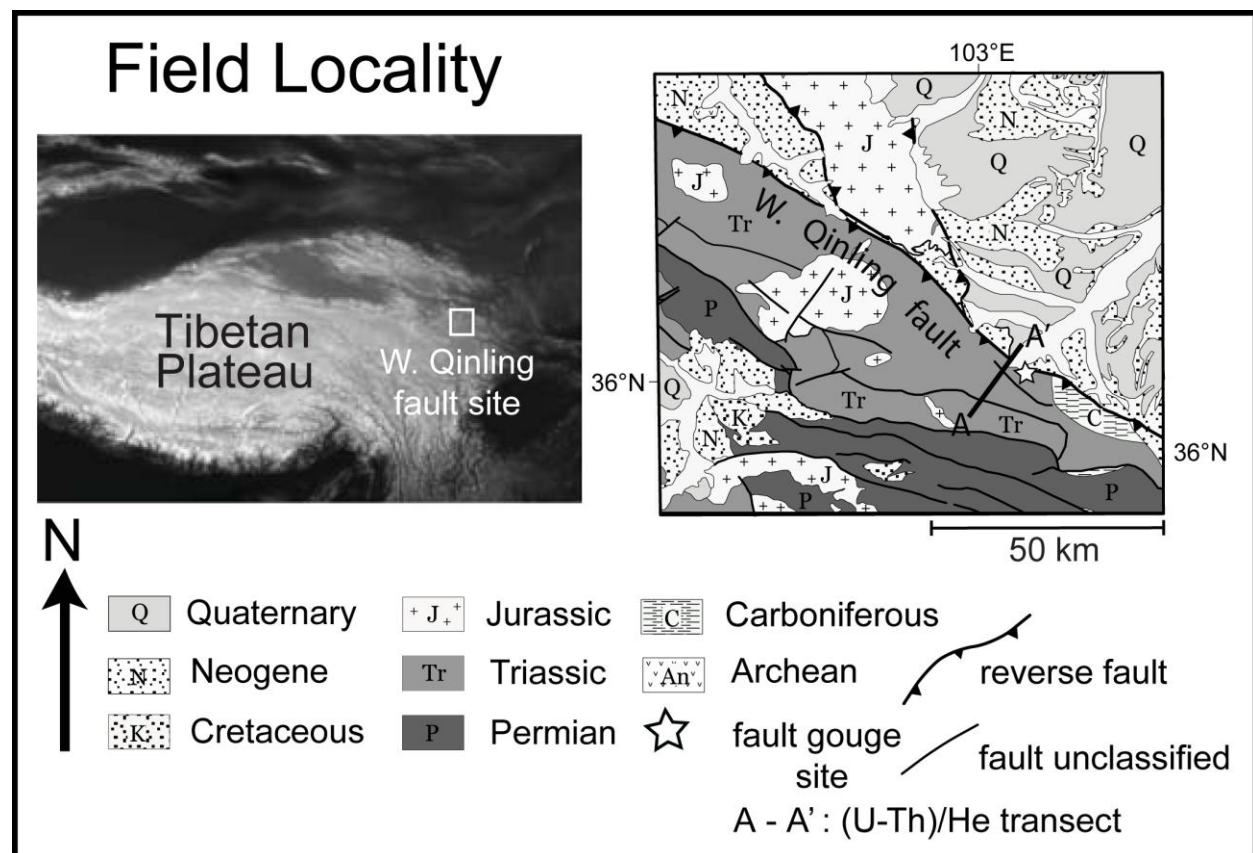 Field Locality
Tibetan
Plateau
W. Qinling
fault site
103°E
36°N
36°N
N
Q
N
Q
Q
J
J
Tr
W. Qinling
fault
N
Q
J
P
A'
Q
Tr
A
Tr
C
K
N
J
P
P
50 km
N
Q Quaternary
J Jurassic
C Carboniferous
N Neogene
Tr Triassic
An Archean
reverse fault
K Cretaceous
P Permian
fault gouge
site
fault unclassified
A - A' : (U-Th)/He transect